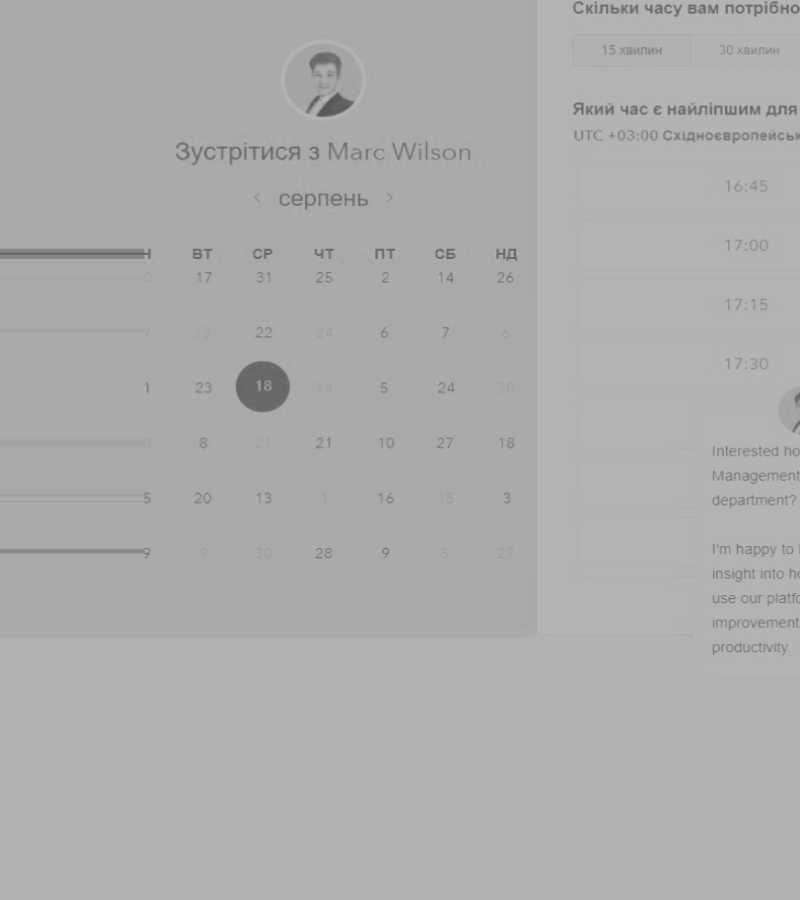 Зустрітися з Marc Wilson
серпень
ВТ СР ЧТ ПТ СБ НД
0 17 31 25 2 14 26
9 13 22 24 6 7 6
1 23 18 14 5 24 30
0 8 21 21 10 27 18
5 20 13 1 16 15 3
9 9 30 28 9 5 27
Скільки часу вам потрібно
15 хвилин 30 хвилин
Який час є найліпшим для
UTC +03:00 Східноєвропейськ
16:45
17:00
17:15
17:30
Interested ho
Management
department?
I'm happy to
insight into ho
use our platfo
improvement
productivity.